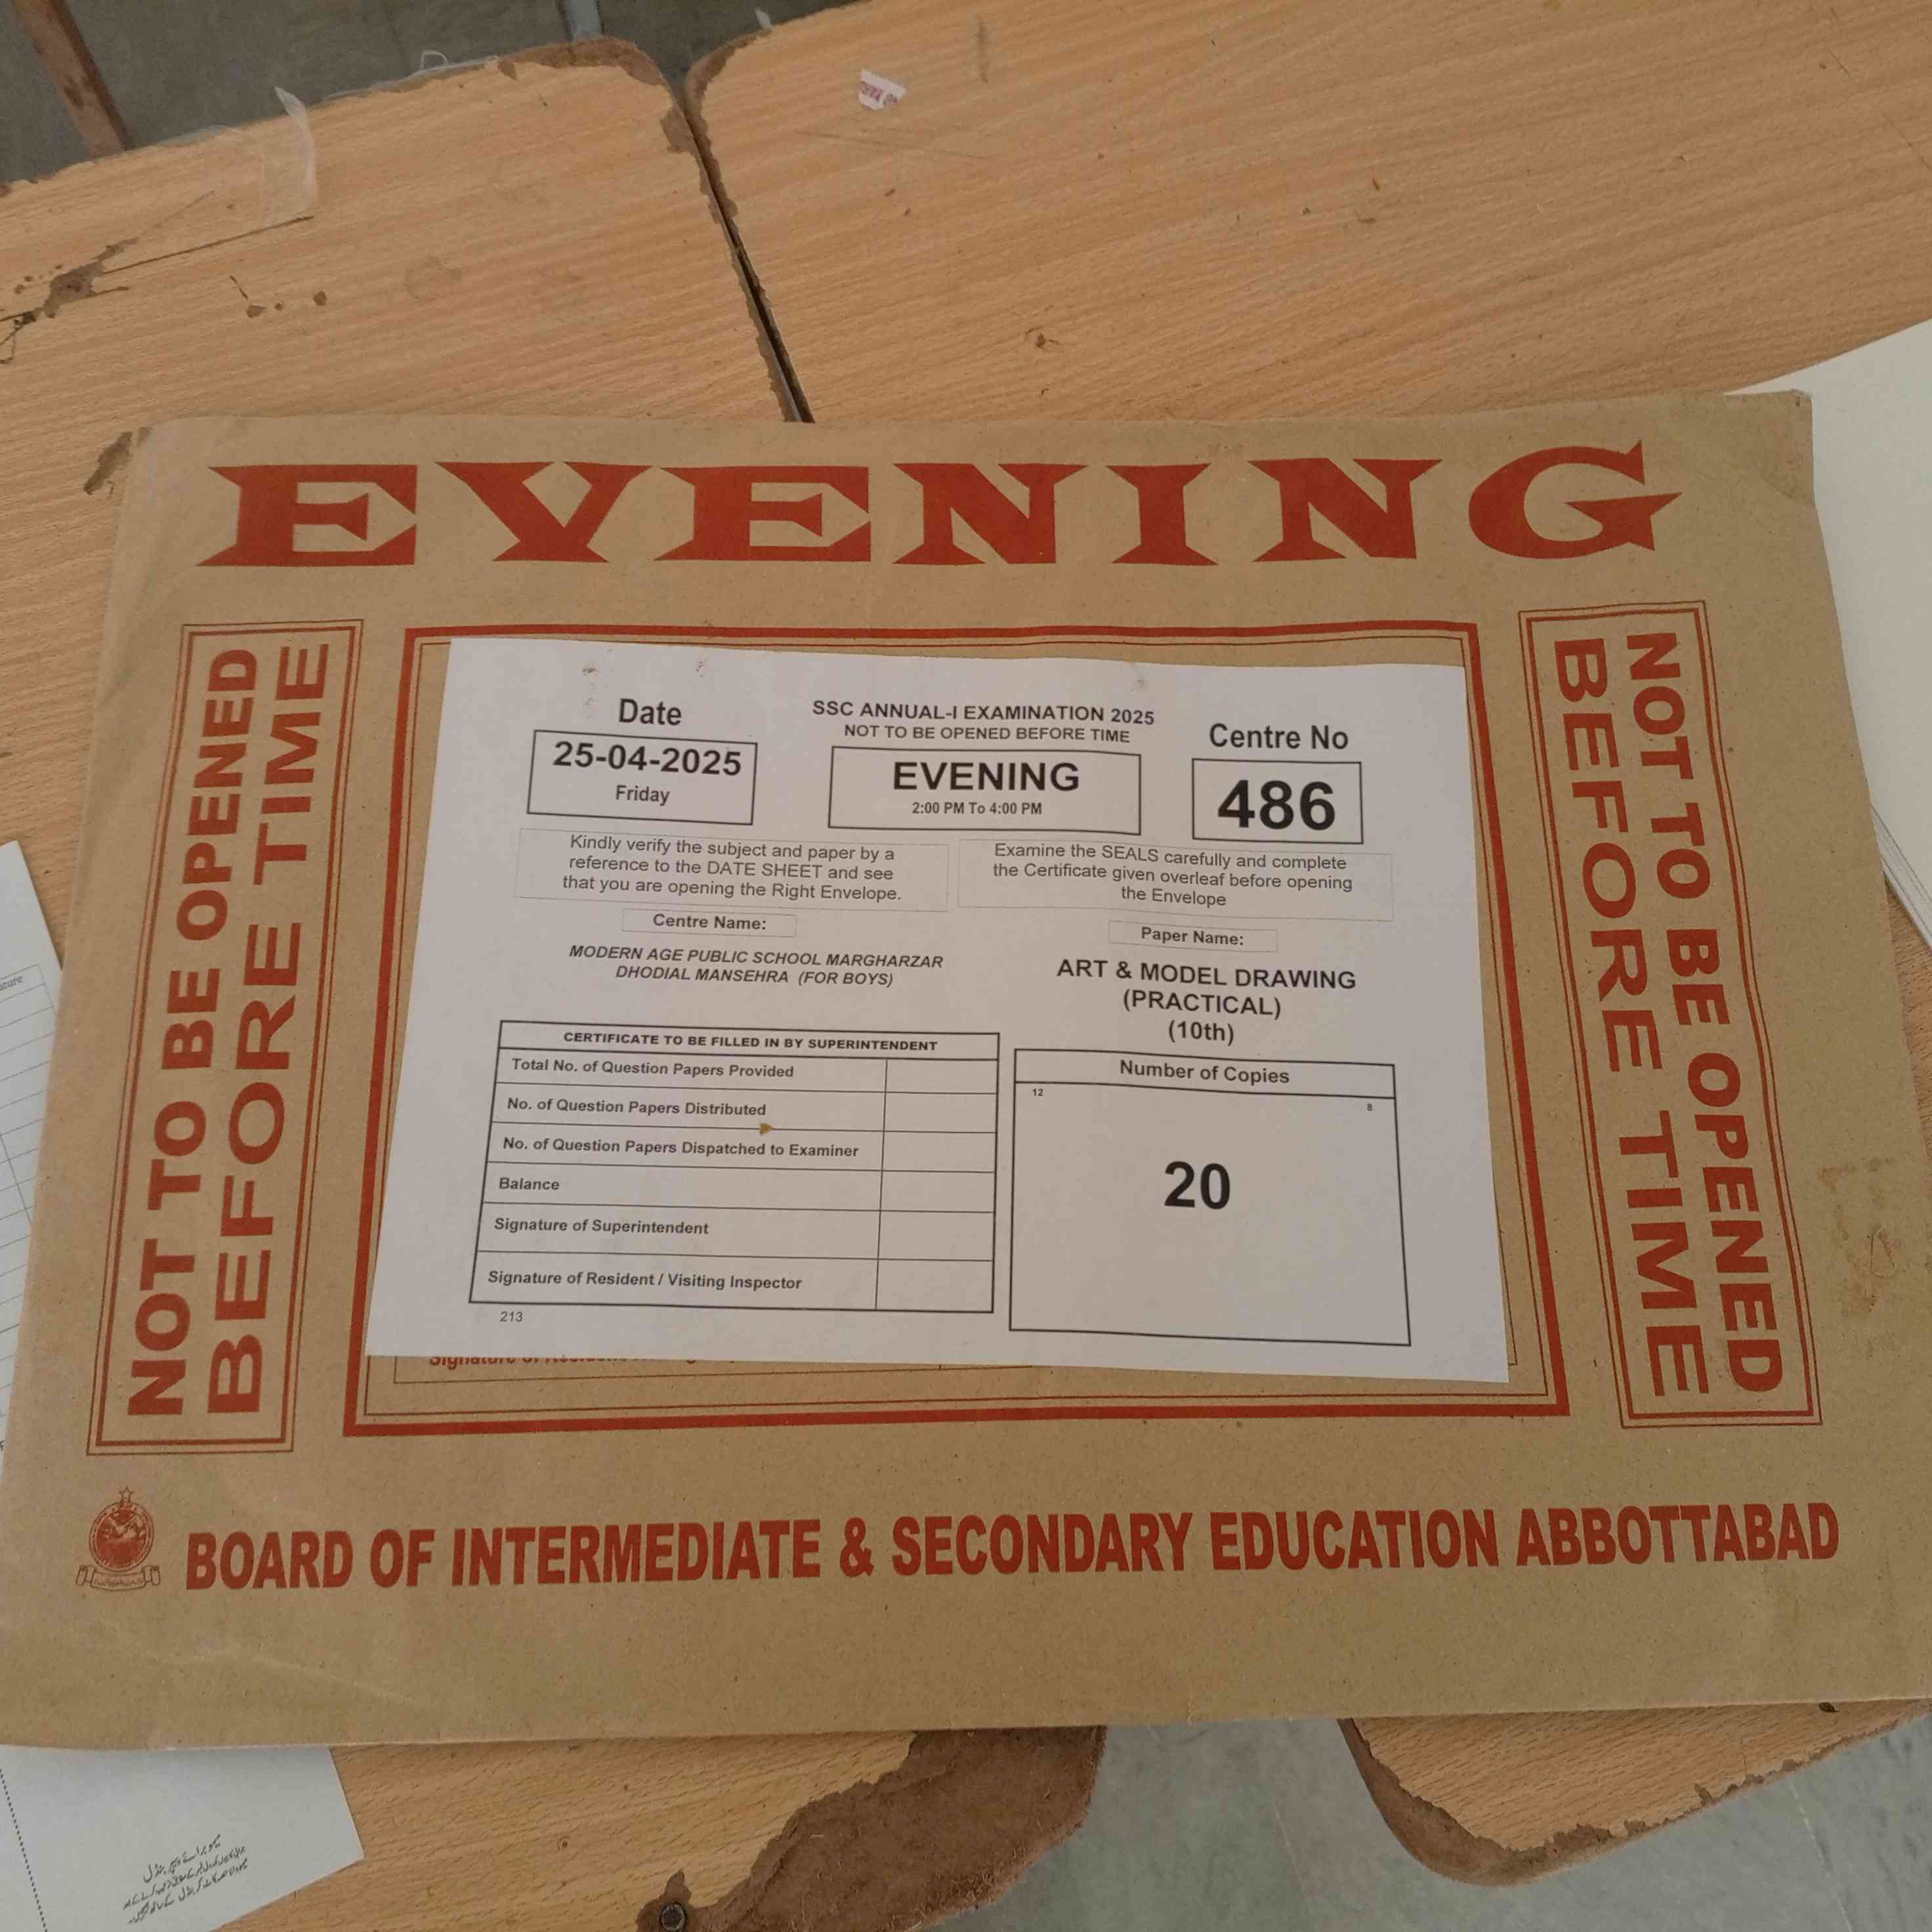 EVENING
NOT TO BE OPENED
BEFORE TIME
Date
25-04-2025
Friday
SSC ANNUAL-I EXAMINATION 2025
NOT TO BE OPENED BEFORE TIME
EVENING
2:00 PM To 4:00 PM
Centre No
486
Kindly verify the subject and paper by a
reference to the DATE SHEET and see
that you are opening the Right Envelope.
Examine the SEALS carefully and complete
the Certificate given overleaf before opening
the Envelope
Centre Name:
MODERN AGE PUBLIC SCHOOL MARGHARZAR
DHODIAL MANSEHRA (FOR BOYS)
Paper Name:
ART & MODEL DRAWING
(PRACTICAL)
(10th)
CERTIFICATE TO BE FILLED IN BY SUPERINTENDENT
Total No. of Question Papers Provided
No. of Question Papers Distributed
No. of Question Papers Dispatched to Examiner
Balance
Signature of Superintendent
Signature of Resident / Visiting Inspector
213
Number of Copies
12
8
20
NOT TO BE OPENED
BEFORE TIME
BOARD OF INTERMEDIATE & SECONDARY EDUCATION ABBOTTABAD